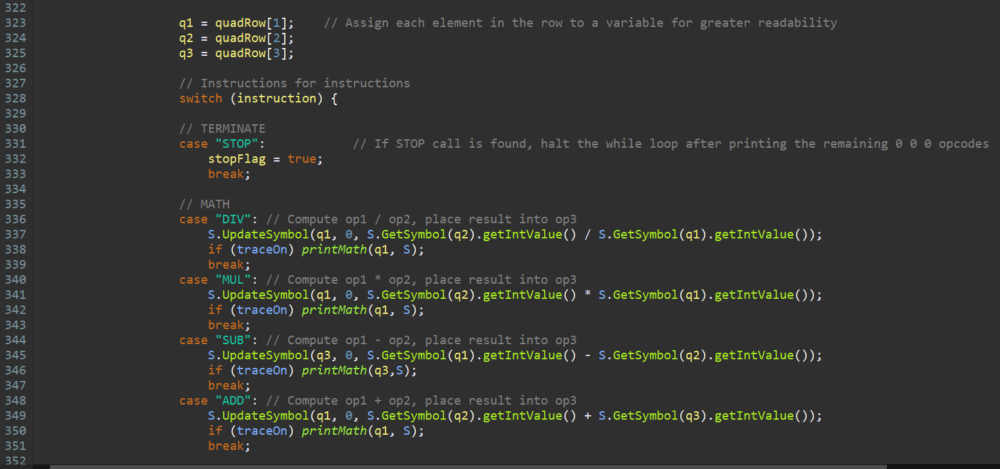 322
323 q1 = quadRow[1]; // Assign each element in the row to a variable for greater readability
324 q2 = quadRow[2];
325 q3 = quadRow[3];
326
327 // Instructions for instructions
328 switch (instruction) {
329
330 // TERMINATE
331 case "STOP": // If STOP call is found, halt the while loop after printing the remaining 0 0 0 opcodes
332 stopFlag = true;
333 break;
334
335 // MATH
336 case "DIV": // Compute op1 / op2, place result into op3
337 S.UpdateSymbol(q1, 0, S.GetSymbol(q2).getIntValue() / S.GetSymbol(q1).getIntValue());
338 if (traceOn) printMath(q1, S);
339 break;
340 case "MUL": // Compute op1 * op2, place result into op3
341 S.UpdateSymbol(q1, 0, S.GetSymbol(q2).getIntValue() * S.GetSymbol(q1).getIntValue());
342 if (traceOn) printMath(q1, S);
343 break;
344 case "SUB": // Compute op1 - op2, place result into op3
345 S.UpdateSymbol(q3, 0, S.GetSymbol(q1).getIntValue() - S.GetSymbol(q2).getIntValue());
346 if (traceOn) printMath(q3,S);
347 break;
348 case "ADD": // Compute op1 + op2, place result into op3
349 S.UpdateSymbol(q1, 0, S.GetSymbol(q2).getIntValue() + S.GetSymbol(q3).getIntValue());
350 if (traceOn) printMath(q1, S);
351 break;
352